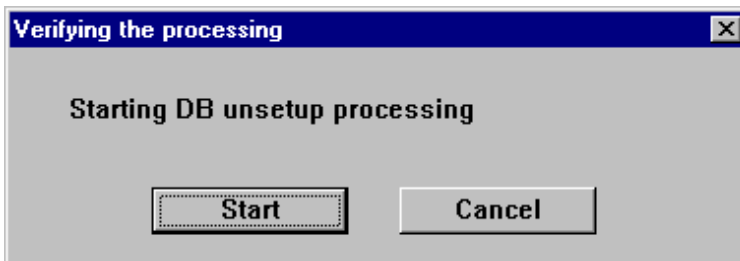 Verifying the processing
Starting DB unsetup processing
Start Cancel